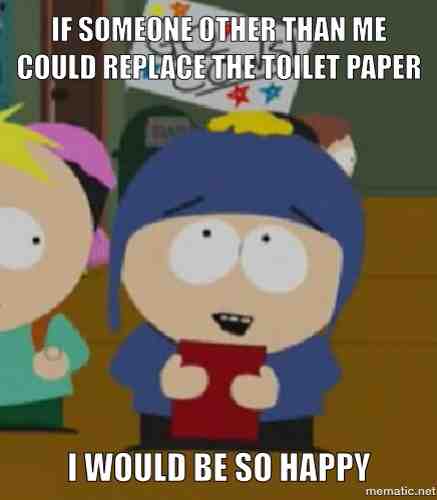 IF SOMEONE OTHER THAN ME
COULD REPLACE THE TOILET PAPER
I WOULD BE SO HAPPY
mematic.net